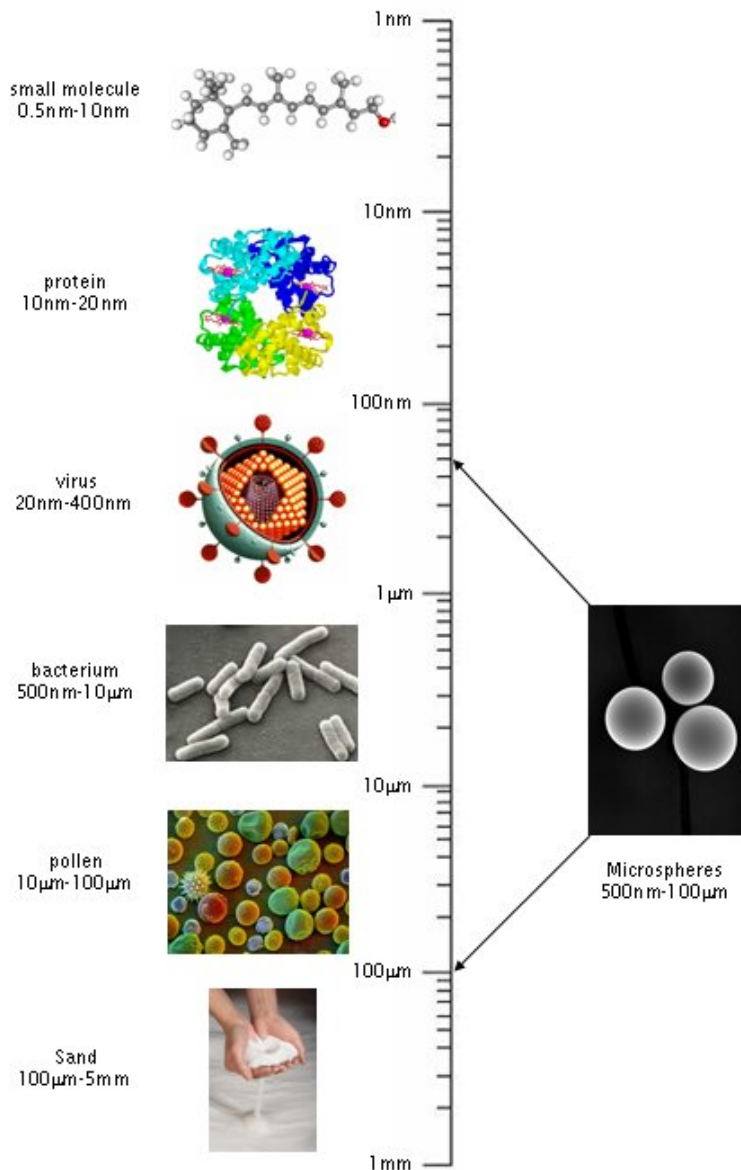 1nm
small molecule
0.5nm-10nm
10nm
protein
10nm-20nm
100nm
virus
20nm-400nm
1μm
bacterium
500nm-10μm
10μm
pollen
10μm-100μm
Microspheres
500nm-100μm
100μm
Sand
100μm-5mm
1mm